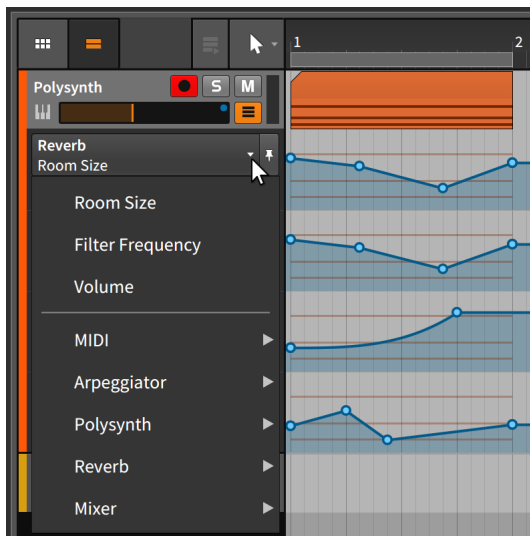 1
2
Polysynth
S
M
Reverb
Room Size
Room Size
Filter Frequency
Volume
MIDI
Arpeggiator
Polysynth
Reverb
Mixer